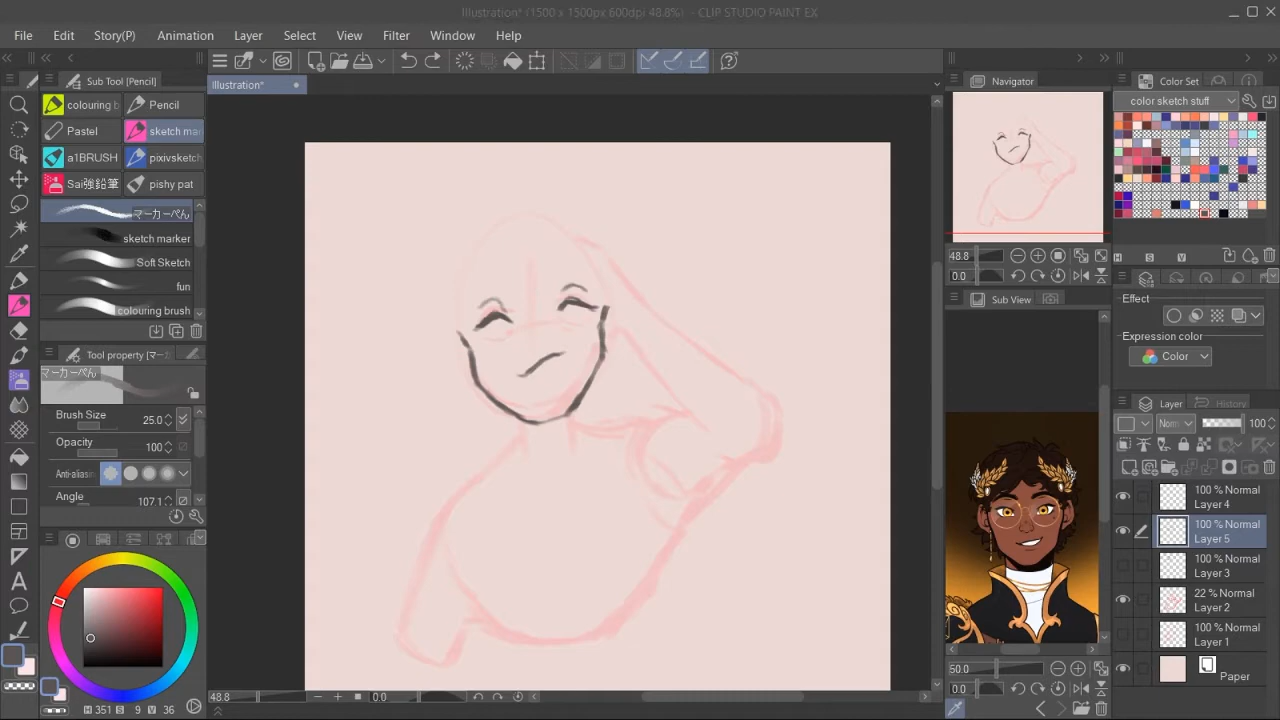 Illustration* (1500 x 1500px 600dpi 48.8%) - CLIP STUDIO PAINT EX
File Edit Story(P) Animation Layer Select View Filter Window Help
Sub Tool [Pencil]
Illustration*
Navigator
Color Set
colouring b
Pencil
color sketch stuff
Pastel
sketch mar
a1BRUSH
pixivsketch
Sai強鉛筆
pishy pat
マーカーぺん
sketch marker
Soft Sketch
fun
colouring brush
48.8
0.0
H S V
Sub View
Effect
Expression color
Color
Tool property [マー
マーカーぺん
Brush Size 25.0
Opacity 100
Anti-aliasing
Angle 107.1
Layer
History
Norm
100
100 % Normal
Layer 4
100 % Normal
Layer 5
100 % Normal
Layer 3
22 % Normal
Layer 2
100 % Normal
Layer 1
Paper
50.0
0.0
48.8
0.0
H 351 S 9 V 36